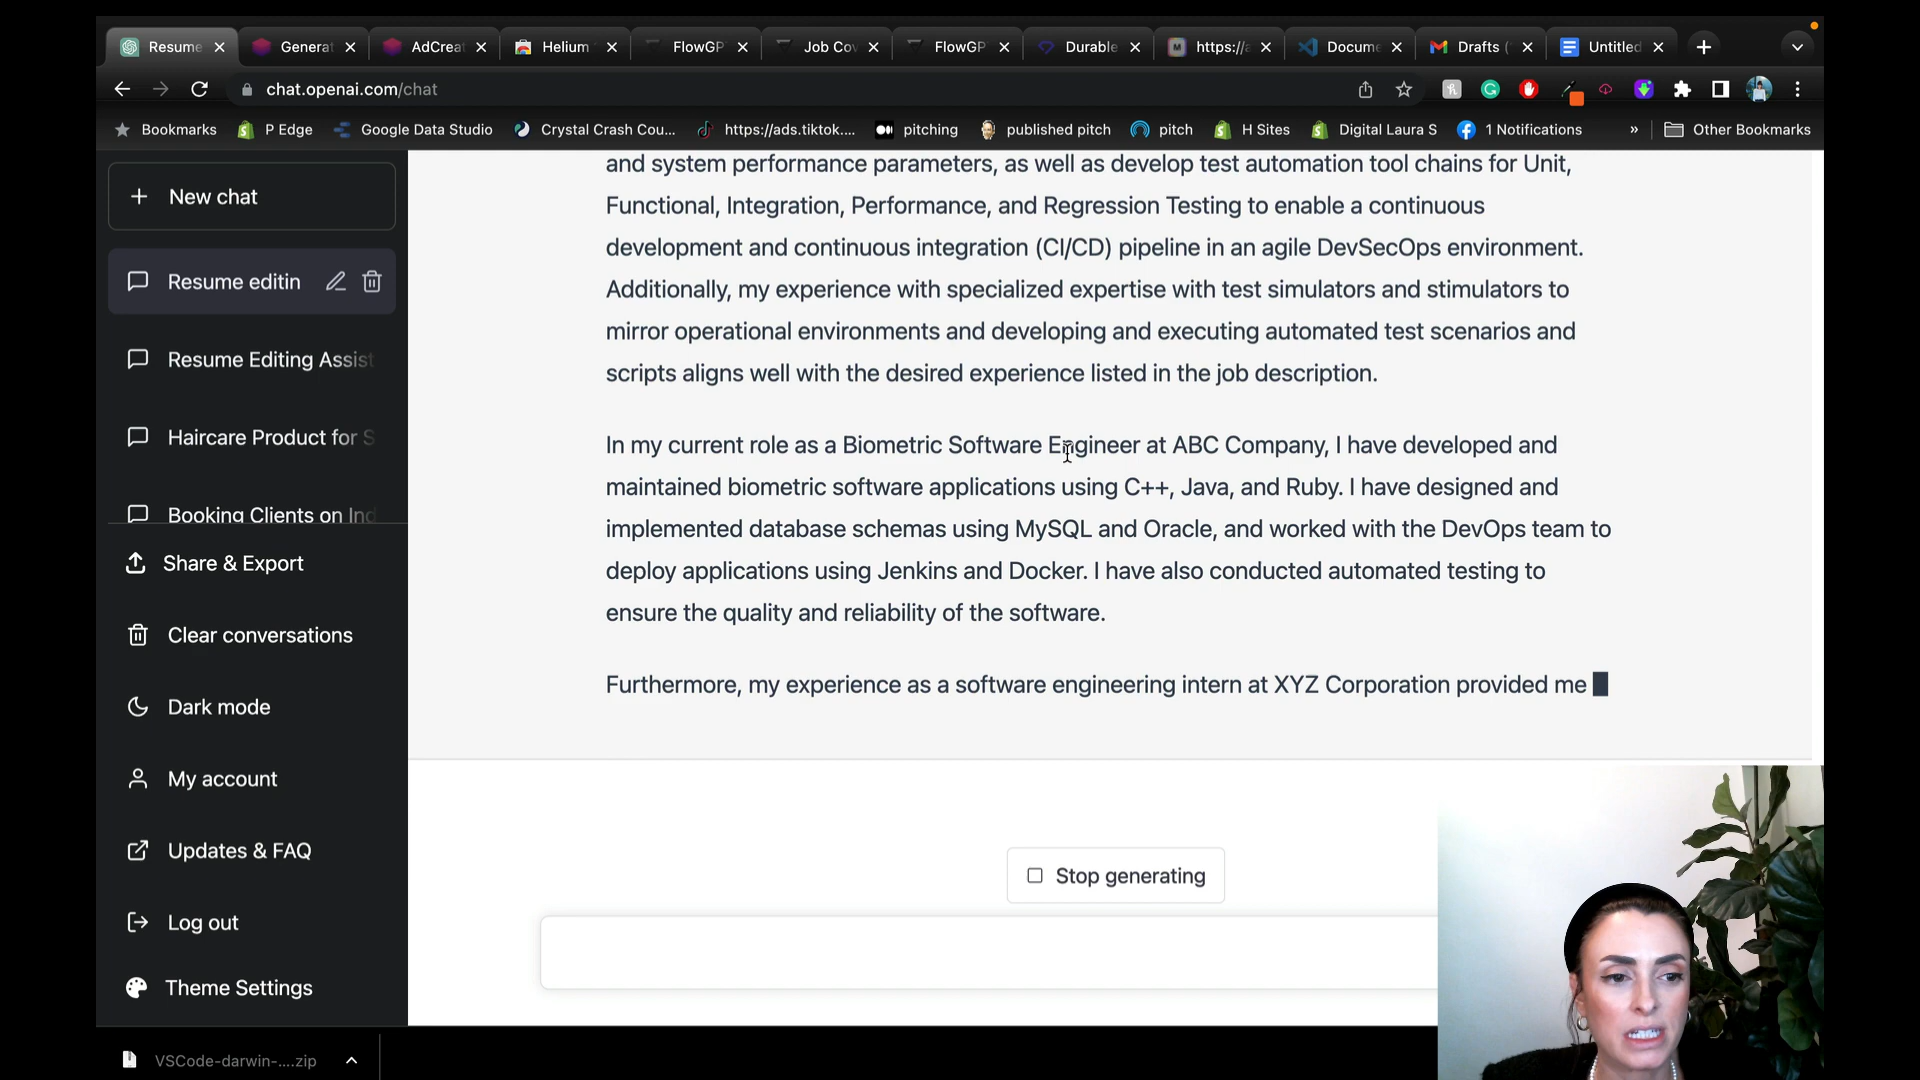 Resume
Generat
AdCreat
Helium
FlowGP
Job Cov
FlowGP
Durable
https://a
Docume
Drafts (
Untitled
chat.openai.com/chat
Bookmarks
P Edge
Google Data Studio
Crystal Crash Cou...
https://ads.tiktok....
pitching
published pitch
pitch
H Sites
Digital Laura S
1 Notifications
»
Other Bookmarks
New chat
Resume editin
Resume Editing Assist
Haircare Product for S
Booking Clients on Ind
Share & Export
Clear conversations
Dark mode
My account
Updates & FAQ
Log out
Theme Settings
and system performance parameters, as well as develop test automation tool chains for Unit,
Functional, Integration, Performance, and Regression Testing to enable a continuous
development and continuous integration (CI/CD) pipeline in an agile DevSecOps environment.
Additionally, my experience with specialized expertise with test simulators and stimulators to
mirror operational environments and developing and executing automated test scenarios and
scripts aligns well with the desired experience listed in the job description.
In my current role as a Biometric Software Engineer at ABC Company, I have developed and
maintained biometric software applications using C++, Java, and Ruby. I have designed and
implemented database schemas using MySQL and Oracle, and worked with the DevOps team to
deploy applications using Jenkins and Docker. I have also conducted automated testing to
ensure the quality and reliability of the software.
Furthermore, my experience as a software engineering intern at XYZ Corporation provided me
Stop generating
VSCode-darwin-....zip